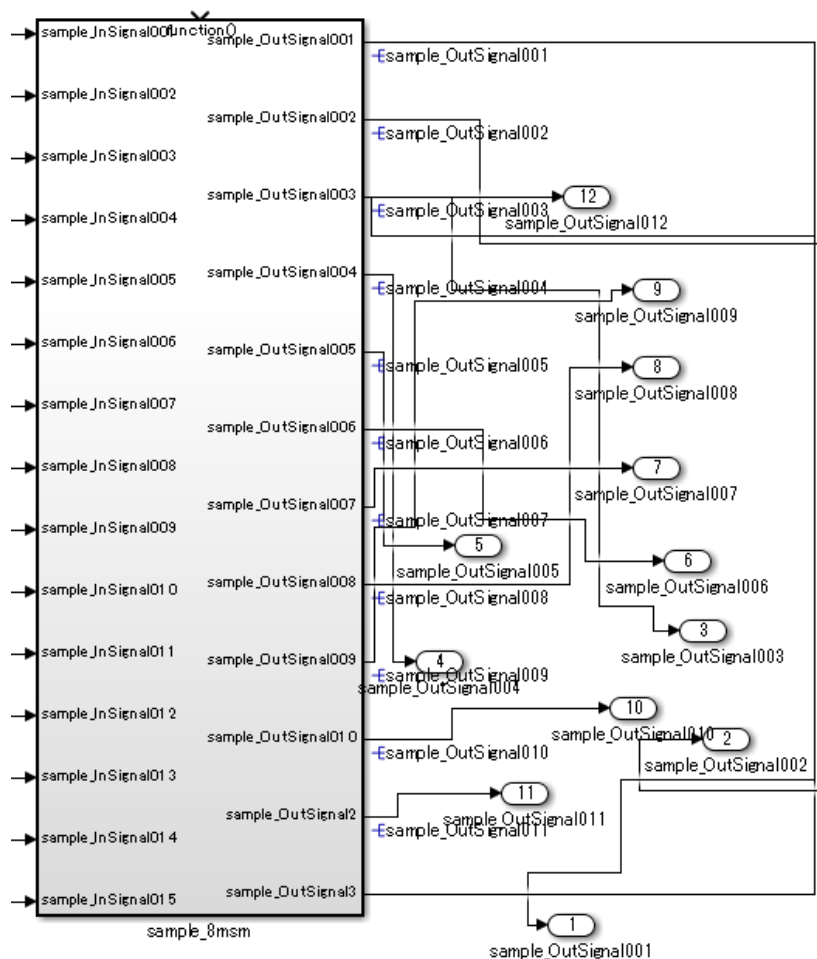 function()
sample_InSignal001
sample_InSignal002
sample_InSignal003
sample_InSignal004
sample_InSignal005
sample_InSignal006
sample_InSignal007
sample_InSignal008
sample_InSignal009
sample_InSignal010
sample_InSignal011
sample_InSignal012
sample_InSignal013
sample_InSignal014
sample_InSignal015
sample_OutSignal001
sample_OutSignal002
sample_OutSignal003
sample_OutSignal004
sample_OutSignal005
sample_OutSignal006
sample_OutSignal007
sample_OutSignal008
sample_OutSignal009
sample_OutSignal010
sample_OutSignal2
sample_OutSignal3
sample_8msm
sample_OutSignal001
sample_OutSignal002
sample_OutSignal003
sample_OutSignal004
sample_OutSignal005
sample_OutSignal006
sample_OutSignal007
sample_OutSignal008
sample_OutSignal009
sample_OutSignal010
sample_OutSignal011
12
sample_OutSignal012
9
sample_OutSignal009
8
sample_OutSignal008
7
sample_OutSignal007
5
sample_OutSignal005
6
sample_OutSignal006
3
sample_OutSignal003
4
sample_OutSignal004
10
sample_OutSignal010
2
sample_OutSignal002
11
sample_OutSignal011
1
sample_OutSignal001